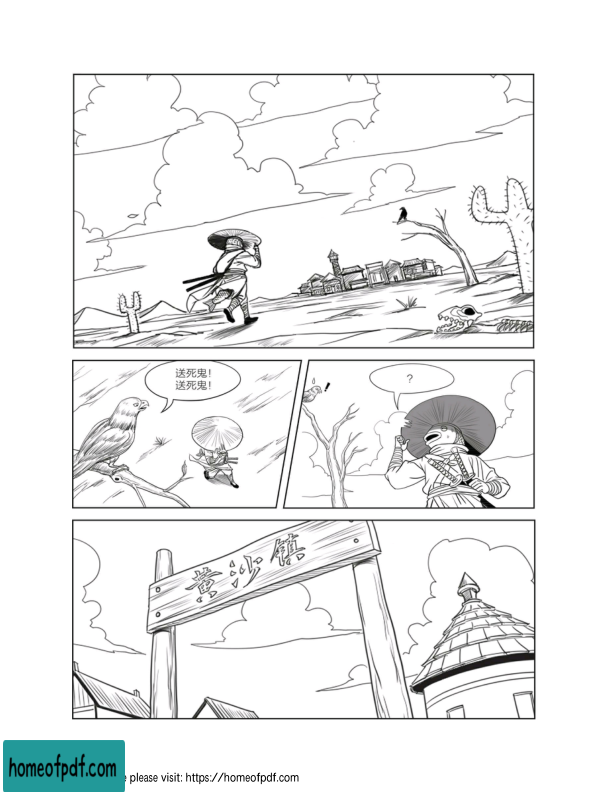 送死鬼！
送死鬼！
？
！
黄沙镇
homeofpdf.com
e please visit: https://homeofpdf.com